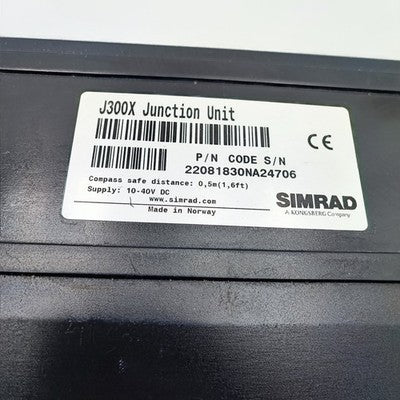 J300X Junction Unit
CE
P/N CODE S/N
22081830NA24706
Compass safe distance: 0,5m(1,6ft)
Supply: 10-40V DC
www.simrad.com
Made in Norway
SIMRAD
A KONGSBERG Company